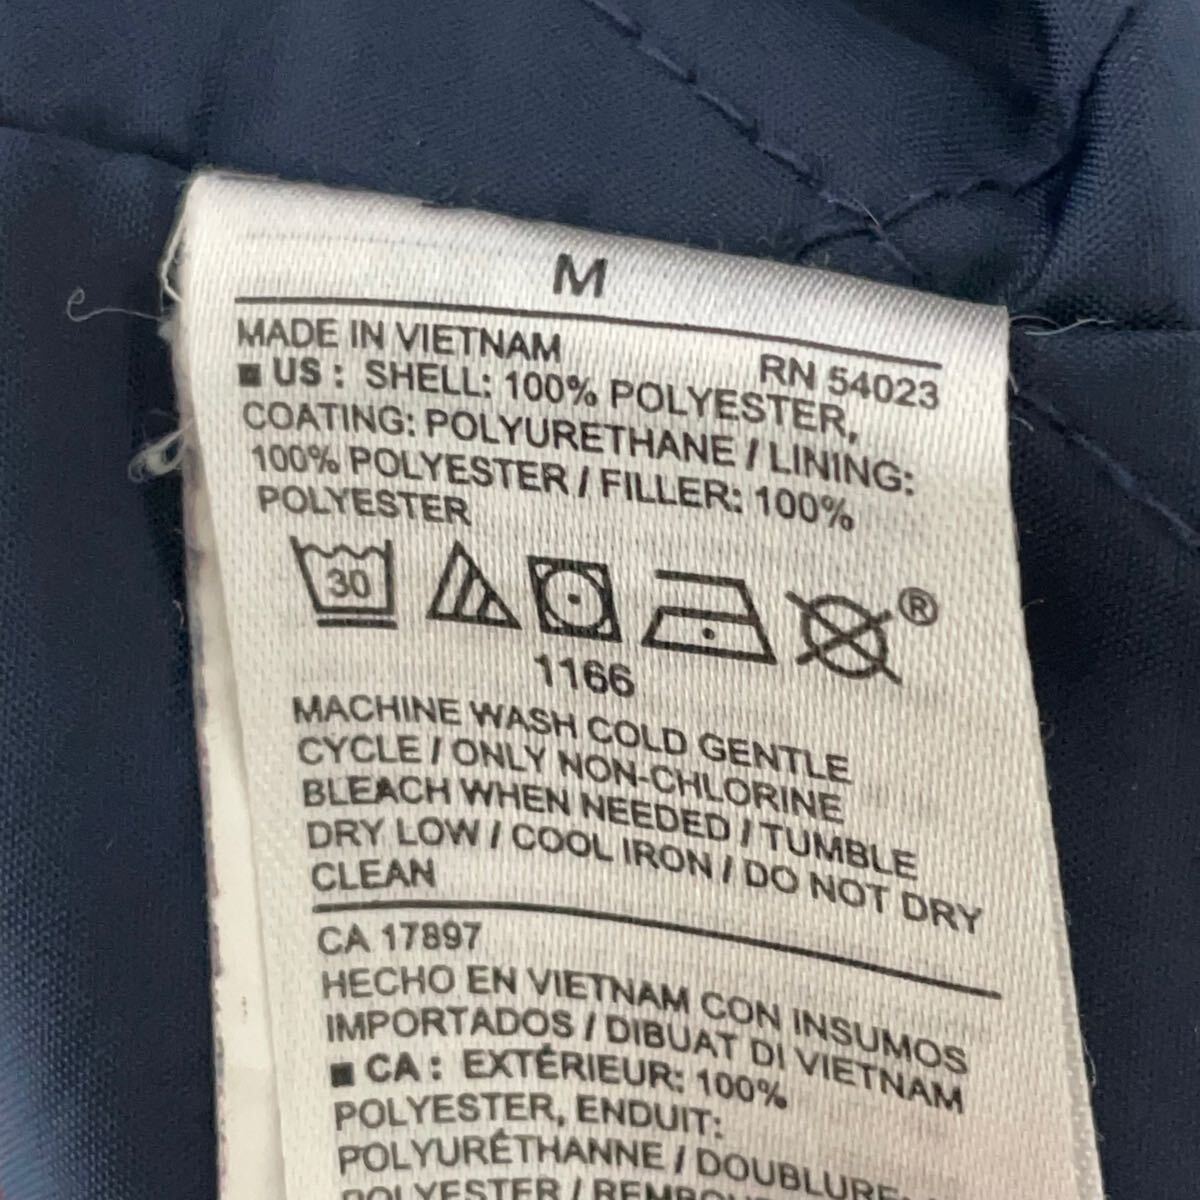 M
MADE IN VIETNAM RN 54023
■ US : SHELL: 100% POLYESTER,
COATING: POLYURETHANE / LINING:
100% POLYESTER / FILLER: 100%
POLYESTER
30 ®
1166
MACHINE WASH COLD GENTLE
CYCLE / ONLY NON-CHLORINE
BLEACH WHEN NEEDED / TUMBLE
DRY LOW / COOL IRON / DO NOT DRY
CLEAN
CA 17897
HECHO EN VIETNAM CON INSUMOS
IMPORTADOS / DIBUAT DI VIETNAM
■ CA : EXTÉRIEUR: 100%
POLYESTER, ENDUIT:
POLYURÉTHANNE / DOUBLURE
POLYESTER /